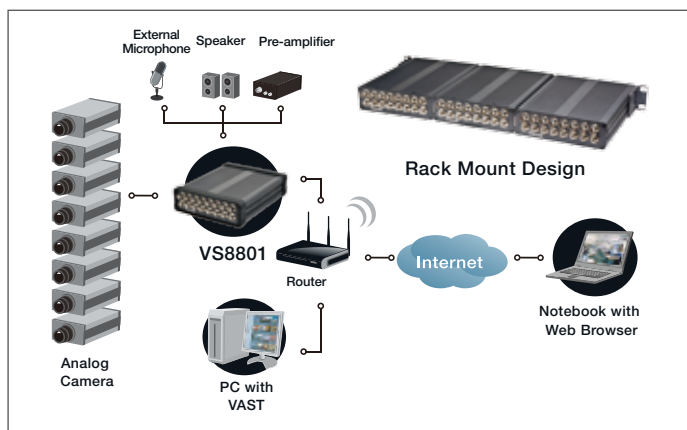 External
Microphone
Speaker
Pre-amplifier
Rack Mount Design
VS8801
Router
Internet
Notebook with
Web Browser
Analog
Camera
PC with
VAST